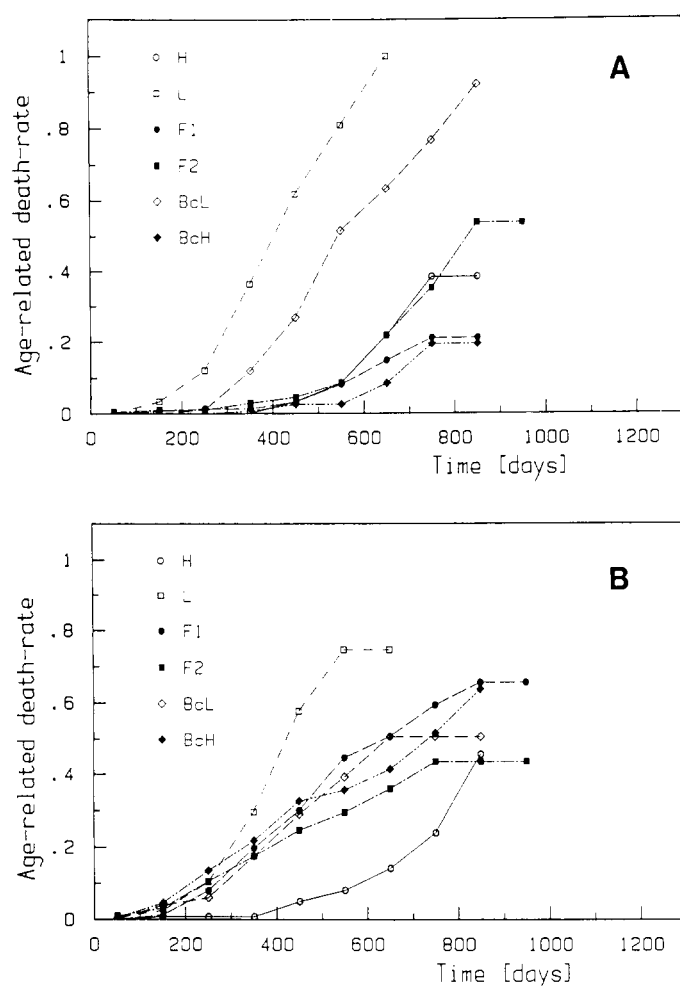 A
Age-related death-rate
1
.8
.6
.4
.2
0
H
L
F1
F2
BcL
BcH
0 200 400 600 800 1000 1200
Time [days]
B
Age-related death-rate
1
.8
.6
.4
.2
0
H
L
F1
F2
BcL
BcH
0 200 400 600 800 1000 1200
Time [days]